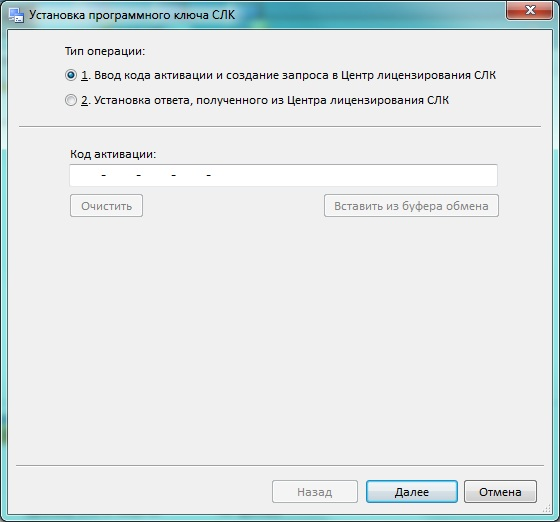 Установка программного ключа СЛК
Тип операции:
1. Ввод кода активации и создание запроса в Центр лицензирования СЛК
2. Установка ответа, полученного из Центра лицензирования СЛК
Код активации:
- - - -
Очистить Вставить из буфера обмена
Назад Далее Отмена